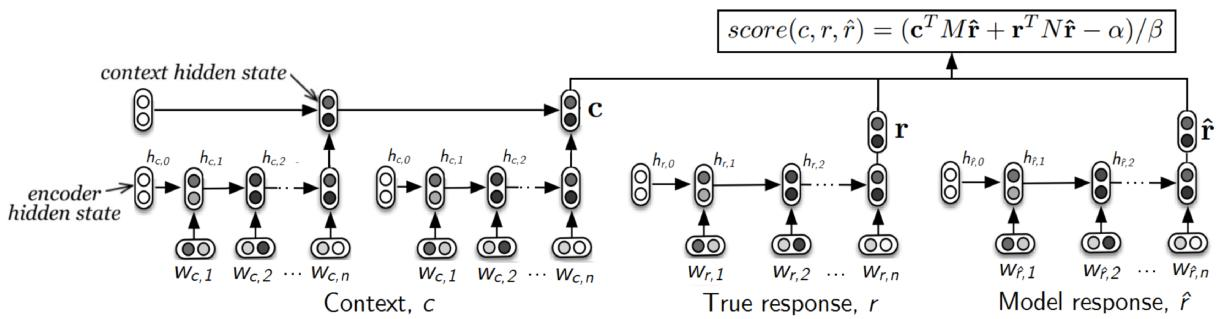 score(c, r, r̂) = (c^T M r̂ + r^T N r̂ − α)/β
context hidden state
c
r
r̂
h_{c,0} h_{c,1} h_{c,2} h_{c,0} h_{c,1} h_{c,2} h_{r,0} h_{r,1} h_{r,2} h_{r̂,0} h_{r̂,1} h_{r̂,2}
encoder
hidden state
w_{c,1} w_{c,2} ··· w_{c,n} w_{c,1} w_{c,2} ··· w_{c,n} w_{r,1} w_{r,2} ... w_{r,n} w_{r̂,1} w_{r̂,2} ··· w_{r̂,n}
Context, c True response, r Model response, r̂